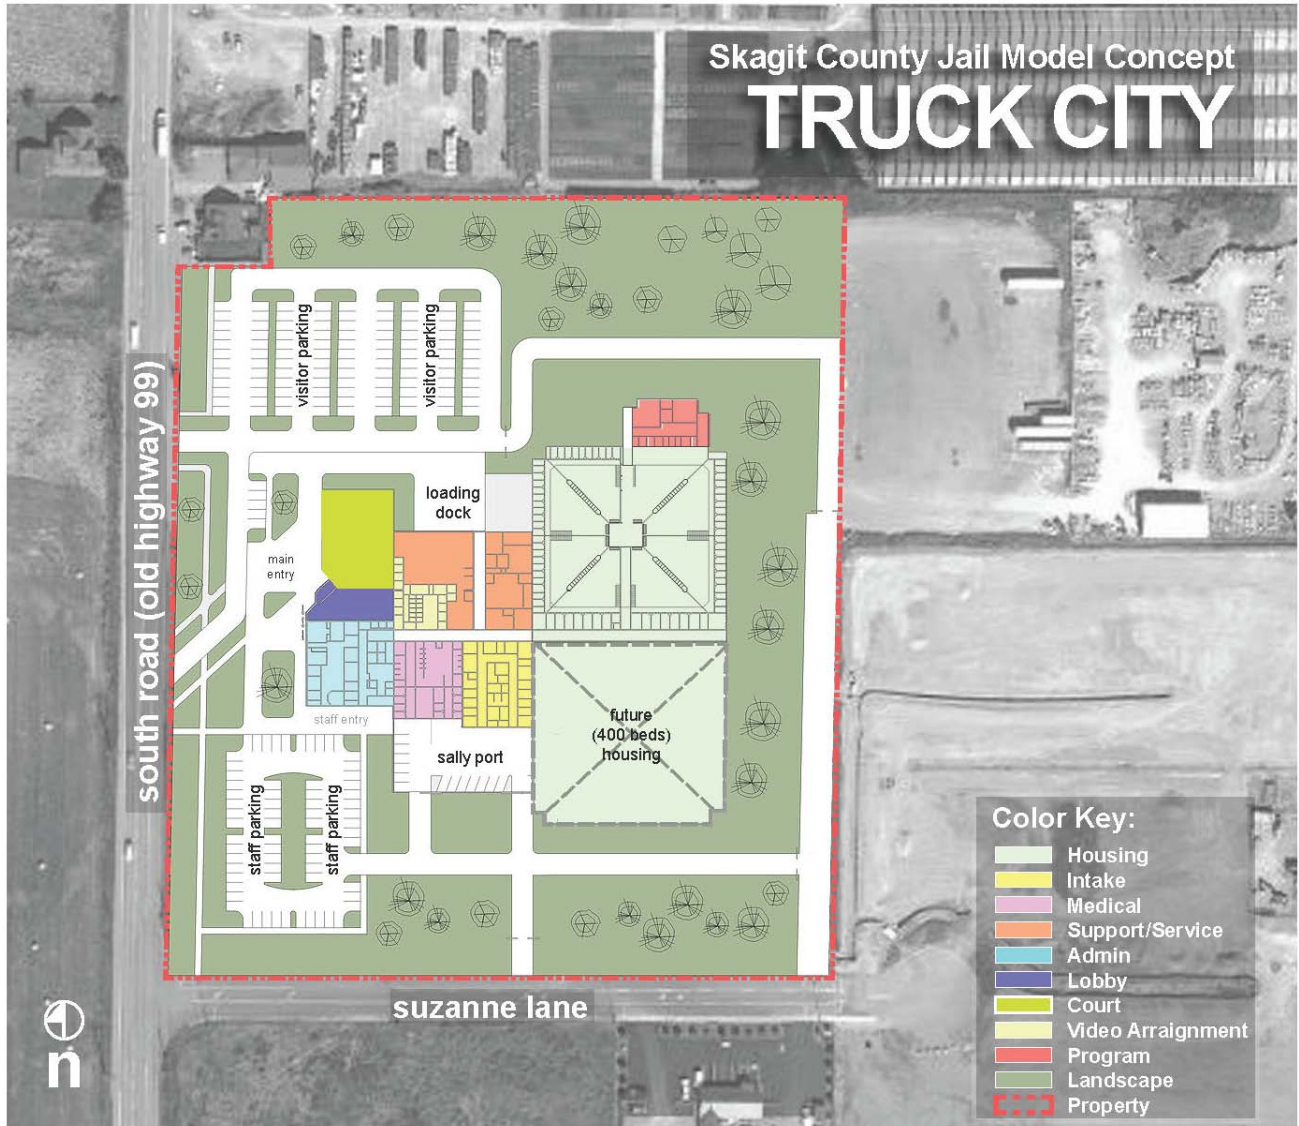 Skagit County Jail Model Concept
TRUCK CITY
visitor parking
visitor parking
south road (old highway 99)
loading
dock
main
entry
staff entry
sally port
future
(400 beds)
housing
staff parking
staff parking
suzanne lane
n
Color Key:
Housing
Intake
Medical
Support/Service
Admin
Lobby
Court
Video Arraignment
Program
Landscape
Property